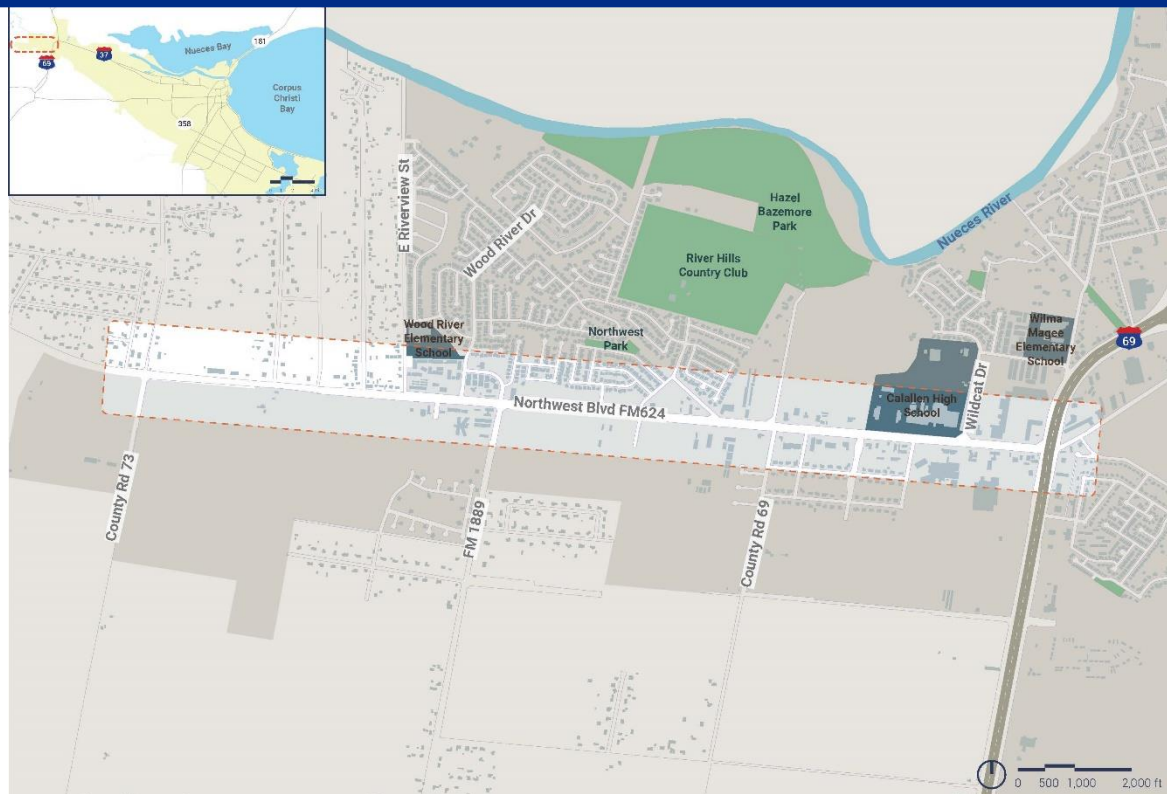 181
Nueces Bay
37
69
Corpus
Christi
Bay
358
E Riverview St
Wood River Dr
Hazel
Bazemore
Park
Nueces River
River Hills
Country Club
Wood River
Elementary
School
Northwest
Park
Wilma
Magee
Elementary
School
69
Calallen High
School
Wildcat Dr
Northwest Blvd FM624
County Rd 73
FM 1889
County Rd 69
0 500 1,000 2,000 ft